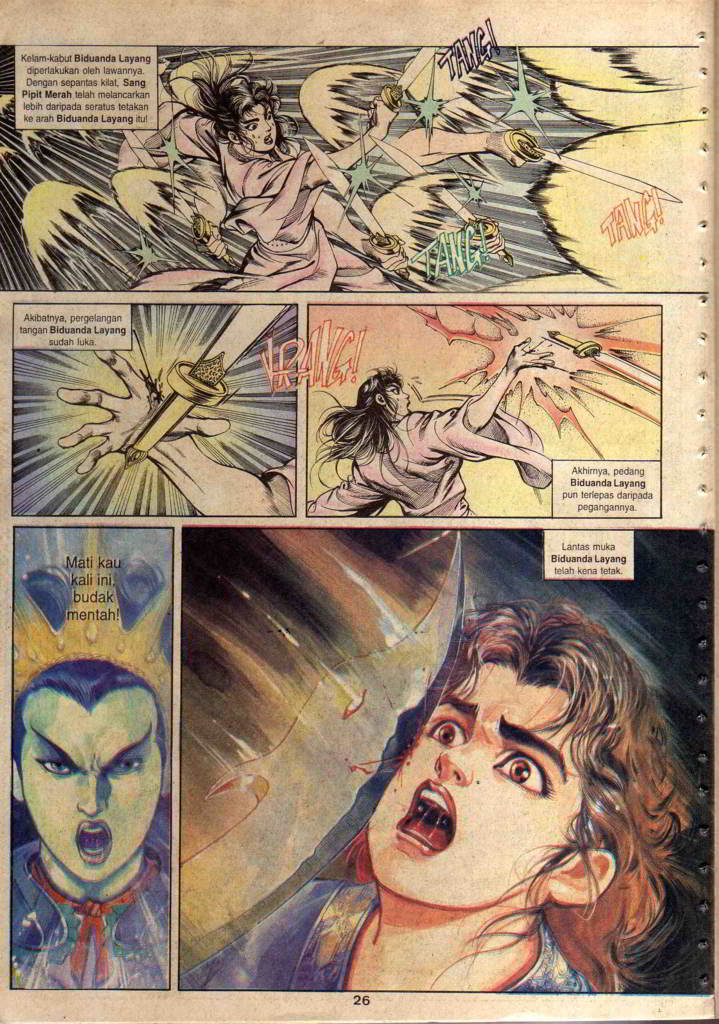 Kelam-kabut Biduanda Layang
diperlakukan oleh lawannya.
Dengan sepantas kilat, Sang
Pipit Merah telah melancarkan
lebih daripada seratus tetakan
ke arah Biduanda Layang itu!
TANG!
TANG!
TANG!
Akibatnya, pergelangan
tangan Biduanda Layang
sudah luka.
TRANG!
Akhirnya, pedang
Biduanda Layang
pun terlepas daripada
pegangannya.
Mati kau
kali ini,
budak
mentah!
Lantas muka
Biduanda Layang
telah kena tetak.
26